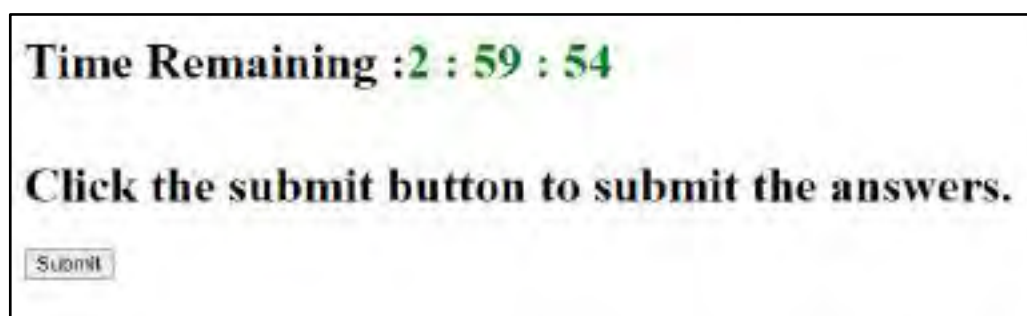 Time Remaining :2 : 59 : 54
Click the submit button to submit the answers.
Submit